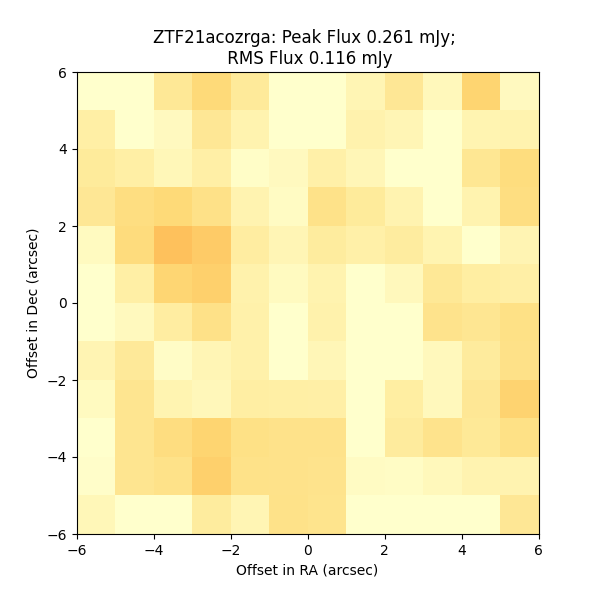 ZTF21acozrga: Peak Flux 0.261 mJy;
RMS Flux 0.116 mJy
6
4
2
0
−2
−4
−6
Offset in Dec (arcsec)
−6 −4 −2 0 2 4 6
Offset in RA (arcsec)